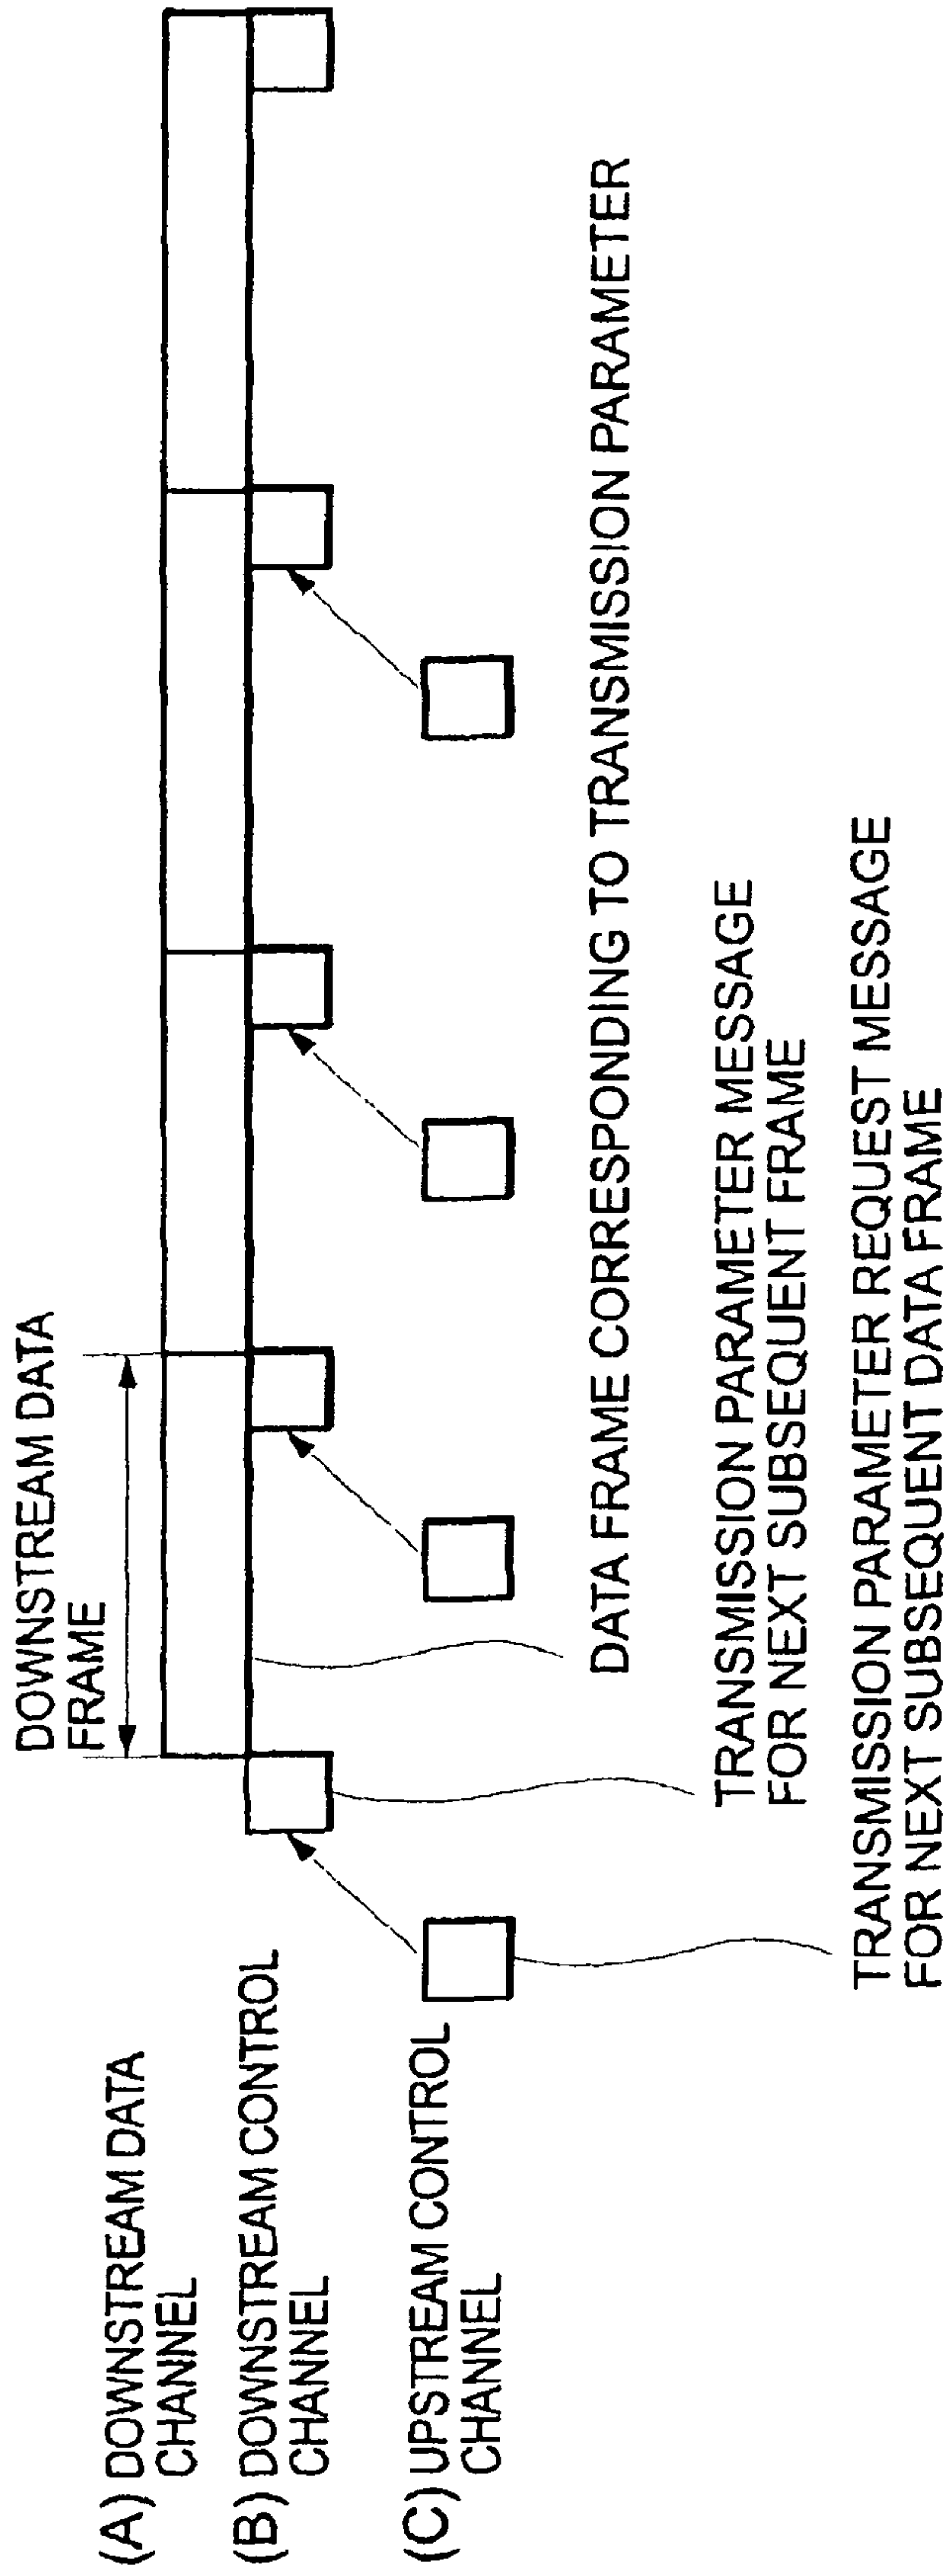 DOWNSTREAM DATA
FRAME
(A) DOWNSTREAM DATA
CHANNEL
(B) DOWNSTREAM CONTROL
CHANNEL
(C) UPSTREAM CONTROL
CHANNEL
DATA FRAME CORRESPONDING TO TRANSMISSION PARAMETER
TRANSMISSION PARAMETER MESSAGE
FOR NEXT SUBSEQUENT FRAME
TRANSMISSION PARAMETER REQUEST MESSAGE
FOR NEXT SUBSEQUENT DATA FRAME